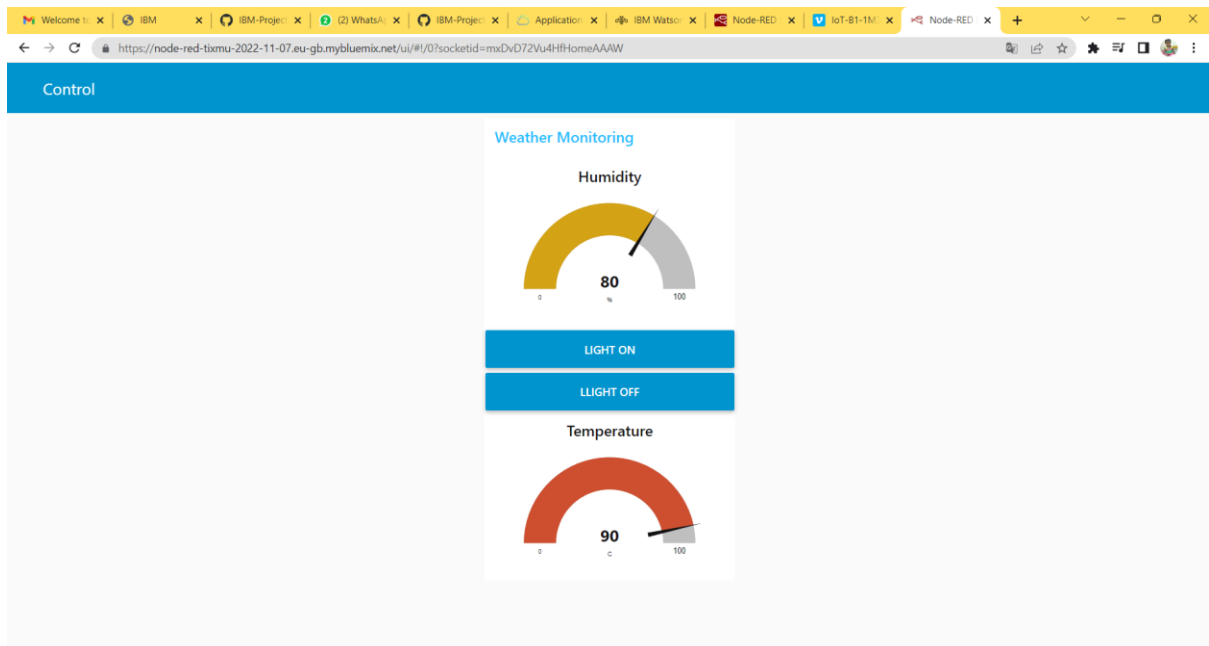 Welcome to
IBM
IBM-Project
(2) WhatsA
IBM-Project
Application
IBM Watson
Node-RED
IoT-B1-1M
Node-RED
https://node-red-tixmu-2022-11-07.eu-gb.mybluemix.net/ui/#!/0?socketid=mxDvD72Vu4HfHomeAAAW
Control
Weather Monitoring
Humidity
80
0
%
100
LIGHT ON
LLIGHT OFF
Temperature
90
0
C
100